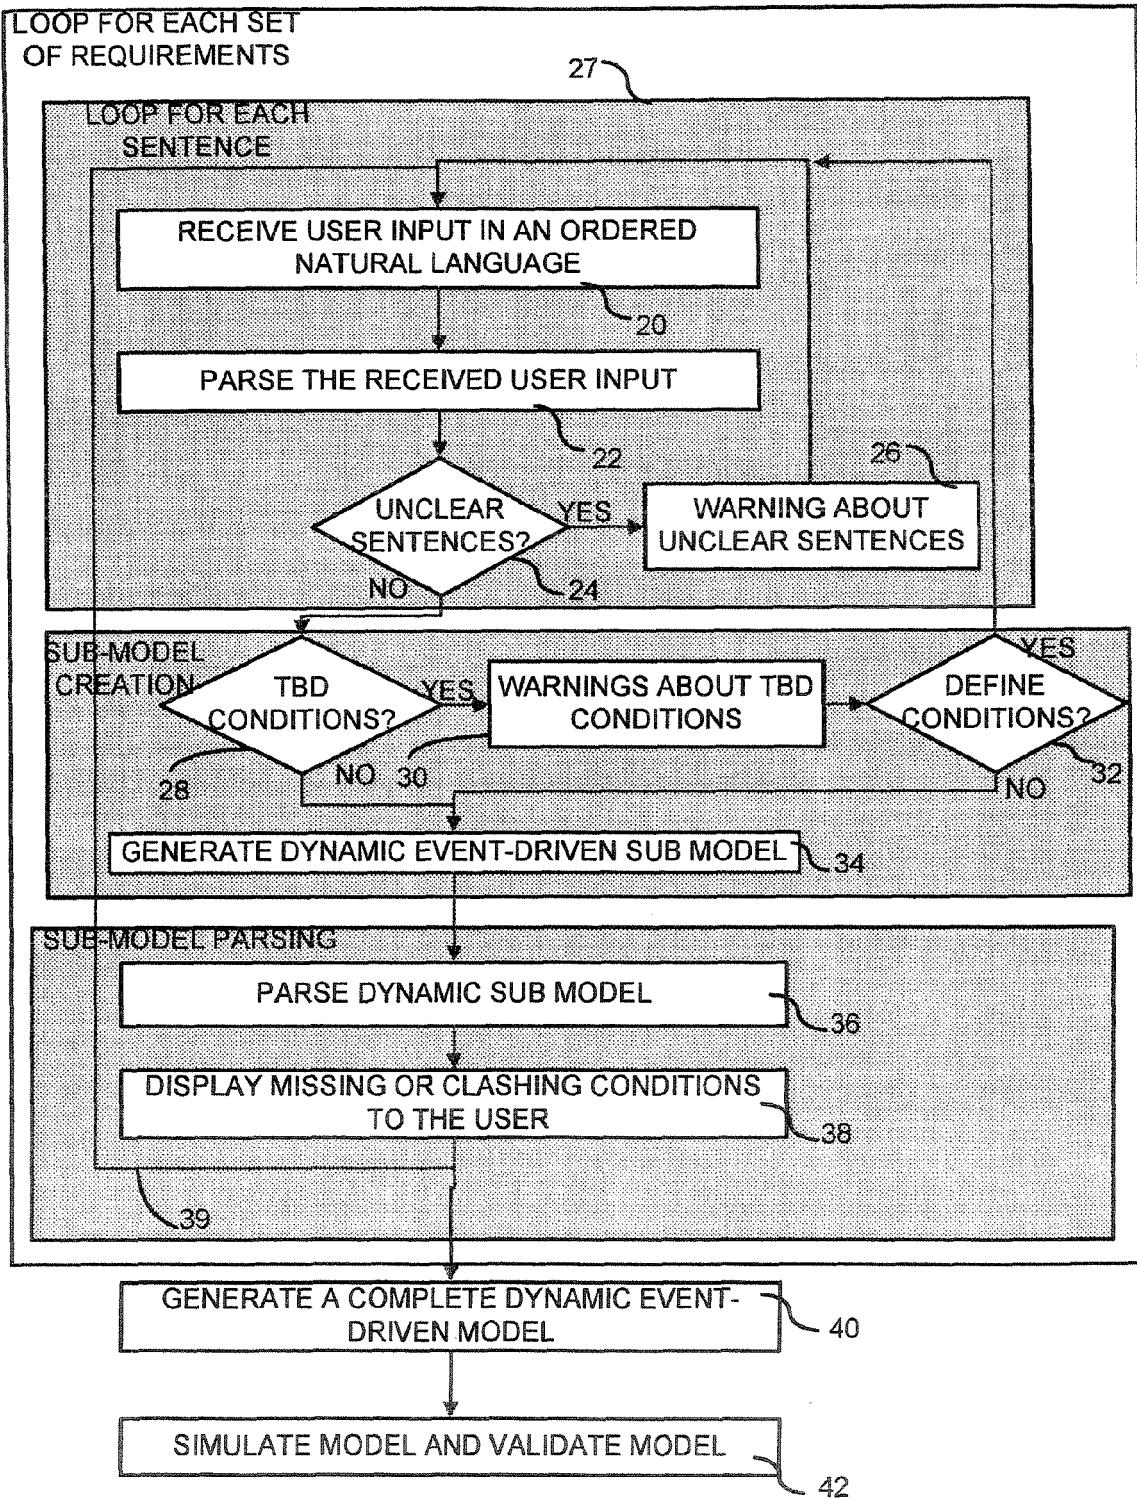 LOOP FOR EACH SET
OF REQUIREMENTS
27
LOOP FOR EACH
SENTENCE
RECEIVE USER INPUT IN AN ORDERED
NATURAL LANGUAGE
20
PARSE THE RECEIVED USER INPUT
22
26
UNCLEAR
SENTENCES?
YES
WARNING ABOUT
UNCLEAR SENTENCES
NO
24
SUB-MODEL
CREATION
TBD
CONDITIONS?
YES
WARNINGS ABOUT TBD
CONDITIONS
YES
DEFINE
CONDITIONS?
28
NO
30
32
NO
GENERATE DYNAMIC EVENT-DRIVEN SUB MODEL
34
SUB-MODEL PARSING
PARSE DYNAMIC SUB MODEL
36
DISPLAY MISSING OR CLASHING CONDITIONS
TO THE USER
38
39
GENERATE A COMPLETE DYNAMIC EVENT-
DRIVEN MODEL
40
SIMULATE MODEL AND VALIDATE MODEL
42